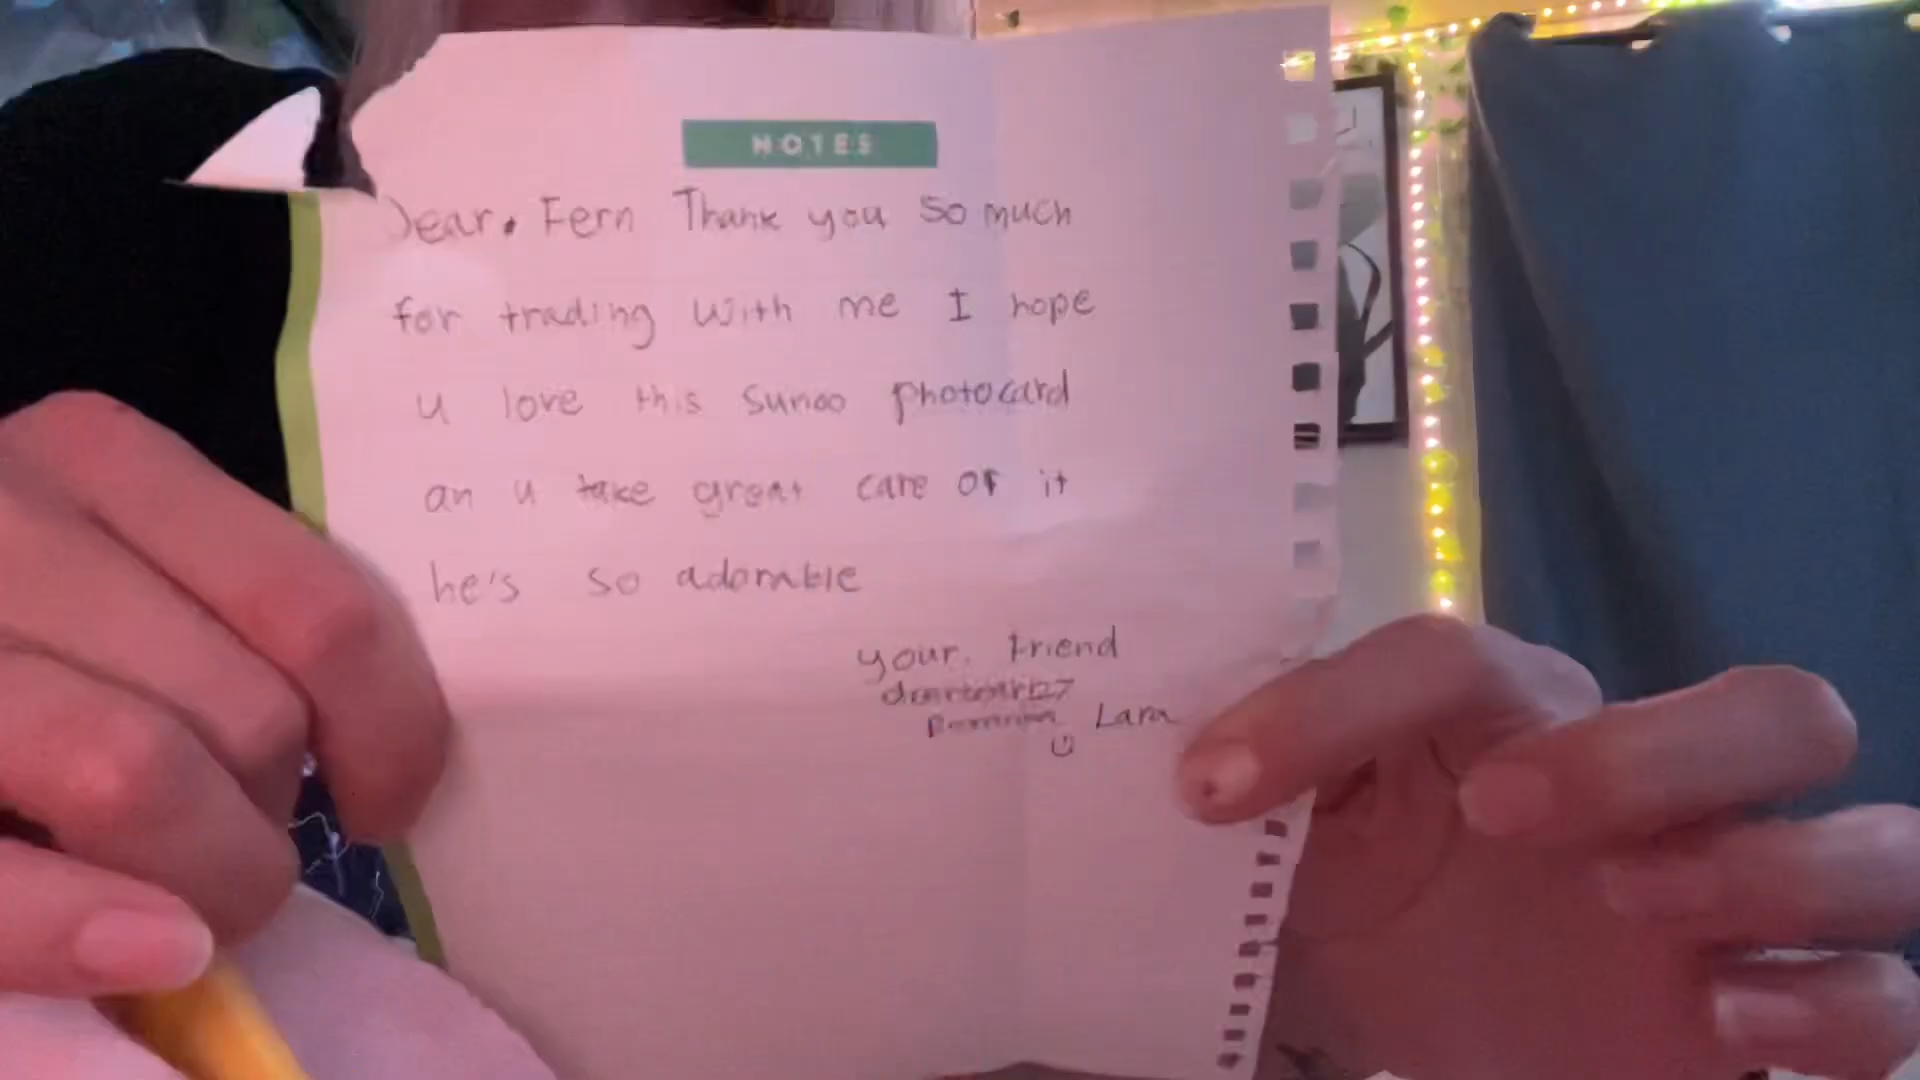 NOTES
Dear. Fern Thank you so much
for trading with me I hope
u love this sunoo photocard
an u take great care of it
he's so adorable
your. friend
Lara